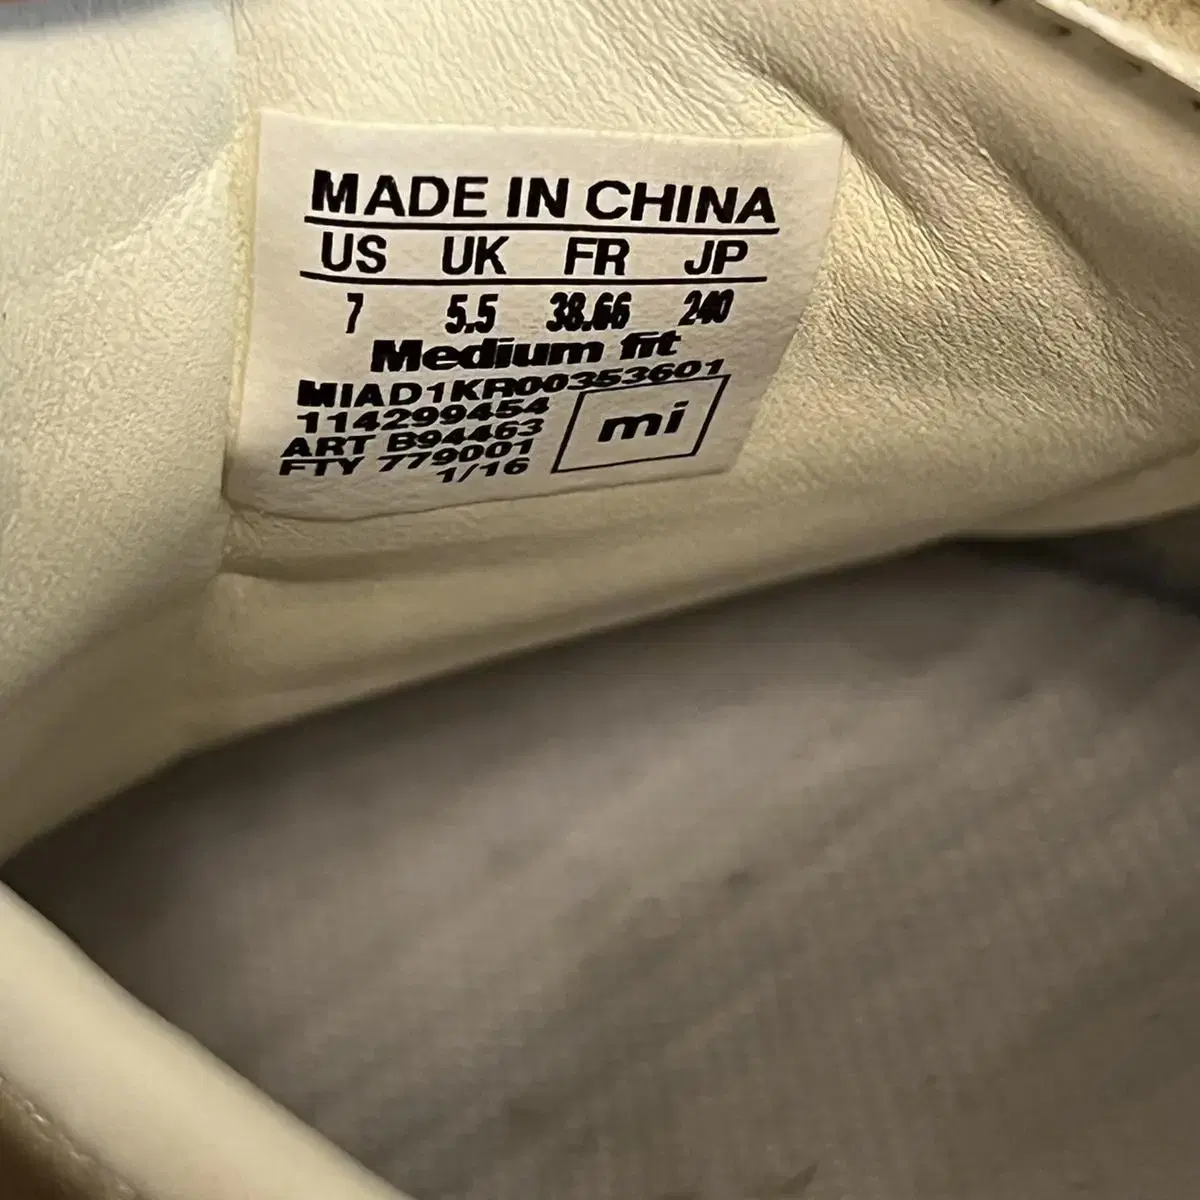 MADE IN CHINA
US UK FR JP
7 5.5 38.66 240
Medium fit
MIAD1KR00353601
114299454
ART B94463
FTY 779001
1/16
mi